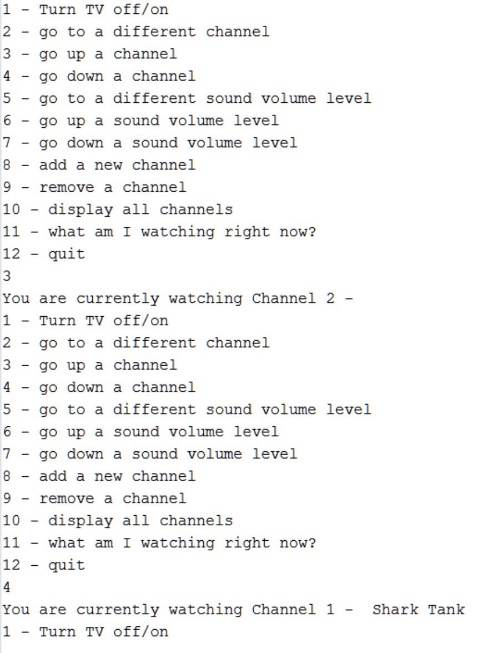 1 - Turn TV off/on
2 - go to a different channel
3 - go up a channel
4 - go down a channel
5 - go to a different sound volume level
6 - go up a sound volume level
7 - go down a sound volume level
8 - add a new channel
9 - remove a channel
10 - display all channels
11 - what am I watching right now?
12 - quit
3
You are currently watching Channel 2 -
1 - Turn TV off/on
2 - go to a different channel
3 - go up a channel
4 - go down a channel
5 - go to a different sound volume level
6 - go up a sound volume level
7 - go down a sound volume level
8 - add a new channel
9 - remove a channel
10 - display all channels
11 - what am I watching right now?
12 - quit
4
You are currently watching Channel 1 -  Shark Tank
1 - Turn TV off/on